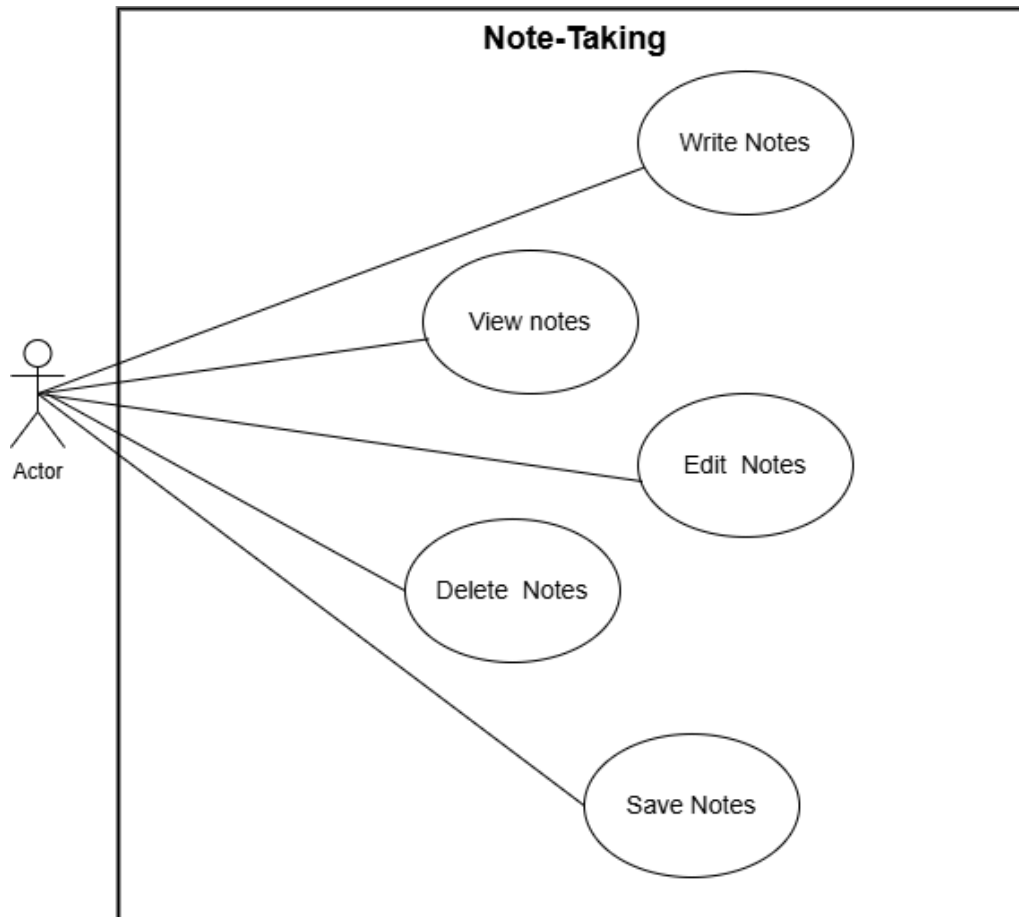 Note-Taking
Write Notes
View notes
Edit  Notes
Actor
Delete  Notes
Save Notes